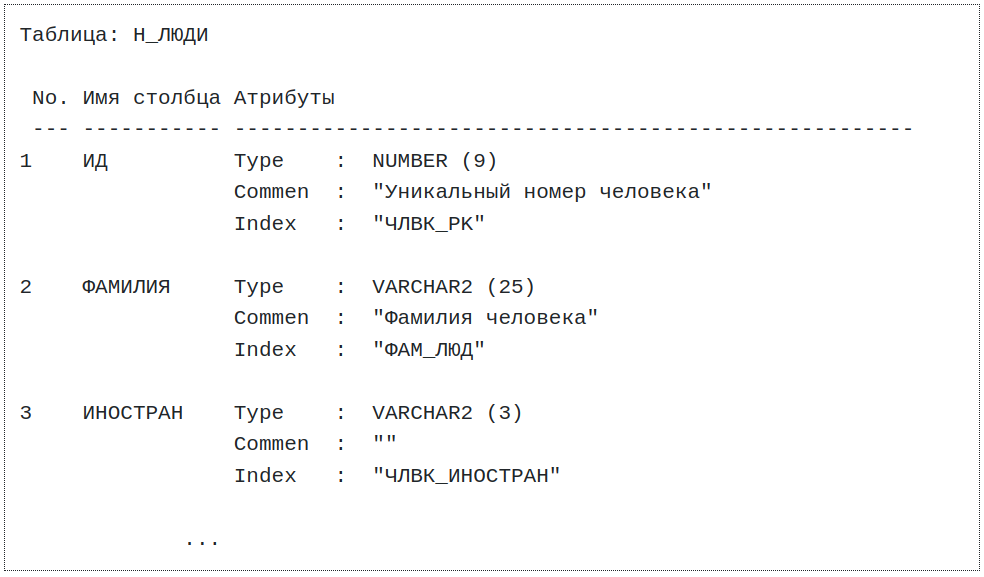 Таблица: Н_ЛЮДИ
No. Имя столбца Атрибуты
--- ----------- ------------------------------------------------------
1 ИД Type : NUMBER (9)
Commen : "Уникальный номер человека"
Index : "ЧЛВК_PK"
2 ФАМИЛИЯ Type : VARCHAR2 (25)
Commen : "Фамилия человека"
Index : "ФАМ_ЛЮД"
3 ИНОСТРАН Type : VARCHAR2 (3)
Commen : ""
Index : "ЧЛВК_ИНОСТРАН"
...